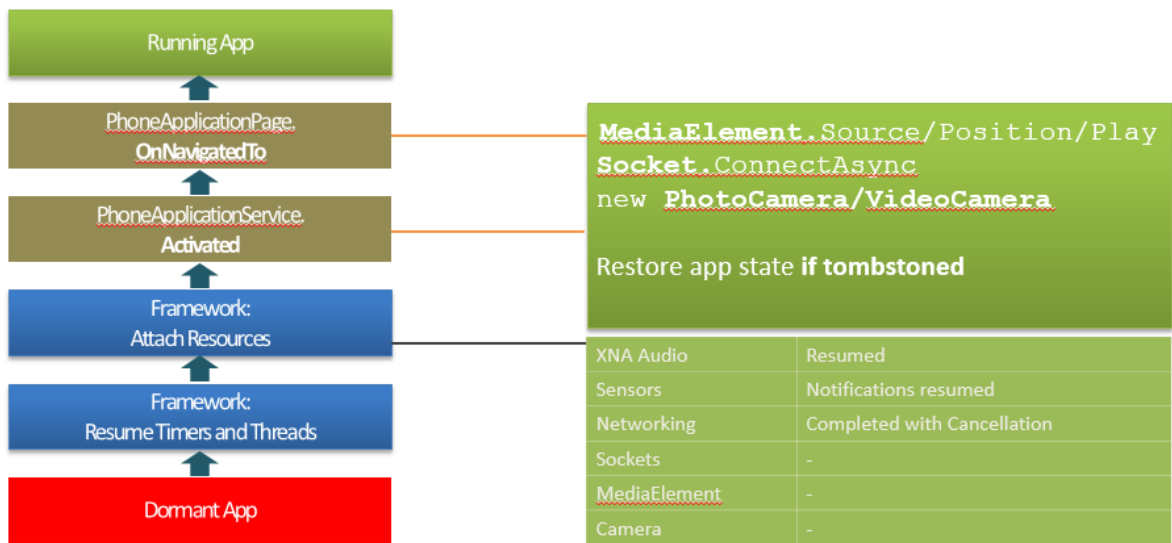 Running App
PhoneApplicationPage.
OnNavigatedTo
PhoneApplicationService.
Activated
Framework:
Attach Resources
Framework:
Resume Timers and Threads
Dormant App
MediaElement.Source/Position/Play
Socket.ConnectAsync
new PhotoCamera/VideoCamera
Restore app state if tombstoned
XNA Audio Resumed
Sensors Notifications resumed
Networking Completed with Cancellation
Sockets -
MediaElement -
Camera -